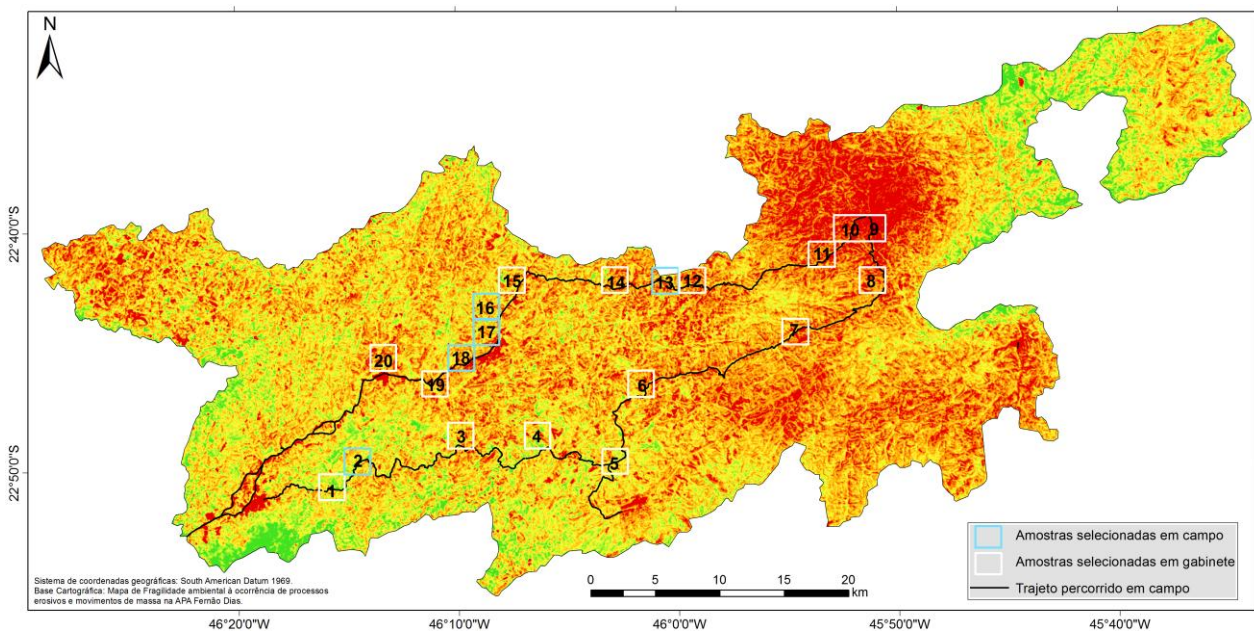 N
22°40'0"S
22°50'0"S
10 9
11
15 14 13 12 8
16
17 7
18
20
19 6
3 4
2 5
1
Amostras selecionadas em campo
Amostras selecionadas em gabinete
Trajeto percorrido em campo
Sistema de coordenadas geográficas: South American Datum 1969.
Base Cartográfica: Mapa de Fragilidade ambiental à ocorrência de processos
erosivos e movimentos de massa na APA Fernão Dias.
0 5 10 15 20
km
46°20'0"W 46°10'0"W 46°0'0"W 45°50'0"W 45°40'0"W